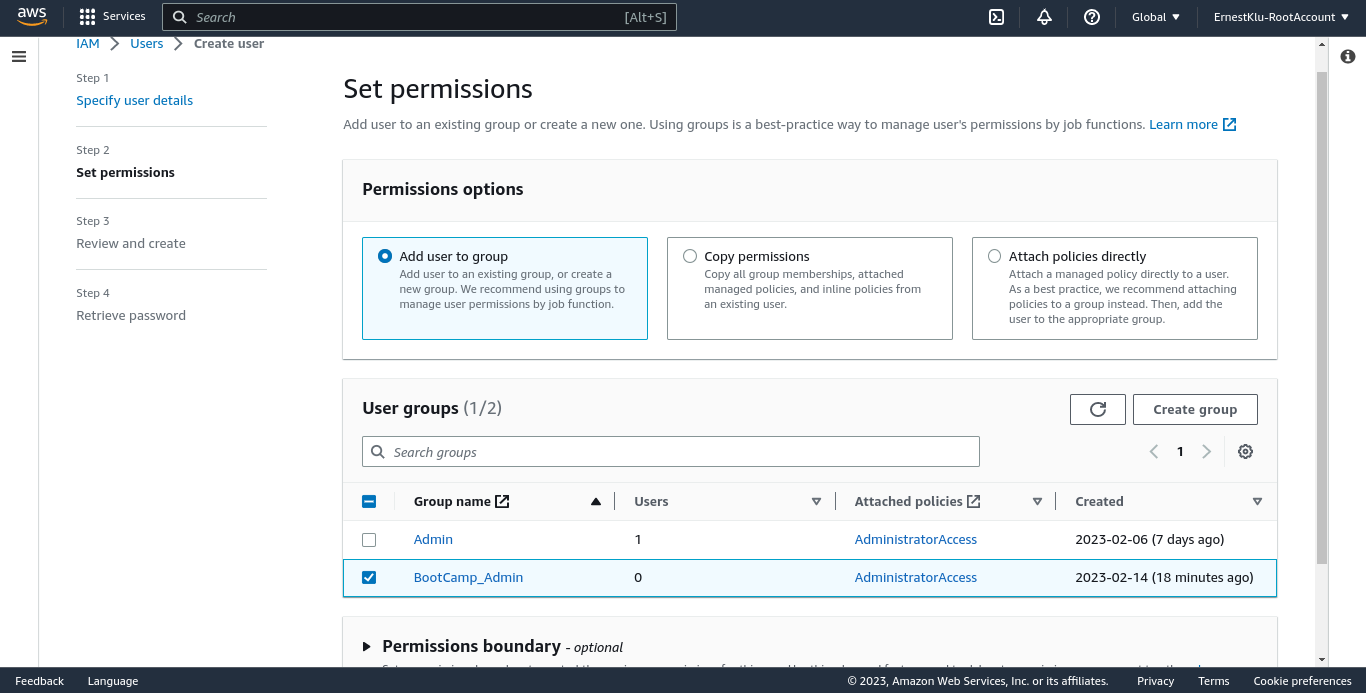 aws Services Search [Alt+S] Global ErnestKlu-RootAccount
IAM Users Create user
Step 1
Specify user details
Step 2
Set permissions
Step 3
Review and create
Step 4
Retrieve password
Set permissions
Add user to an existing group or create a new one. Using groups is a best-practice way to manage user's permissions by job functions. Learn more
Permissions options
Add user to group
Add user to an existing group, or create a
new group. We recommend using groups to
manage user permissions by job function.
Copy permissions
Copy all group memberships, attached
managed policies, and inline policies from
an existing user.
Attach policies directly
Attach a managed policy directly to a user.
As a best practice, we recommend attaching
policies to a group instead. Then, add the
user to the appropriate group.
User groups (1/2)
Create group
Search groups
1
Group name Users Attached policies Created
Admin 1 AdministratorAccess 2023-02-06 (7 days ago)
BootCamp_Admin 0 AdministratorAccess 2023-02-14 (18 minutes ago)
Permissions boundary - optional
Feedback Language © 2023, Amazon Web Services, Inc. or its affiliates. Privacy Terms Cookie preferences